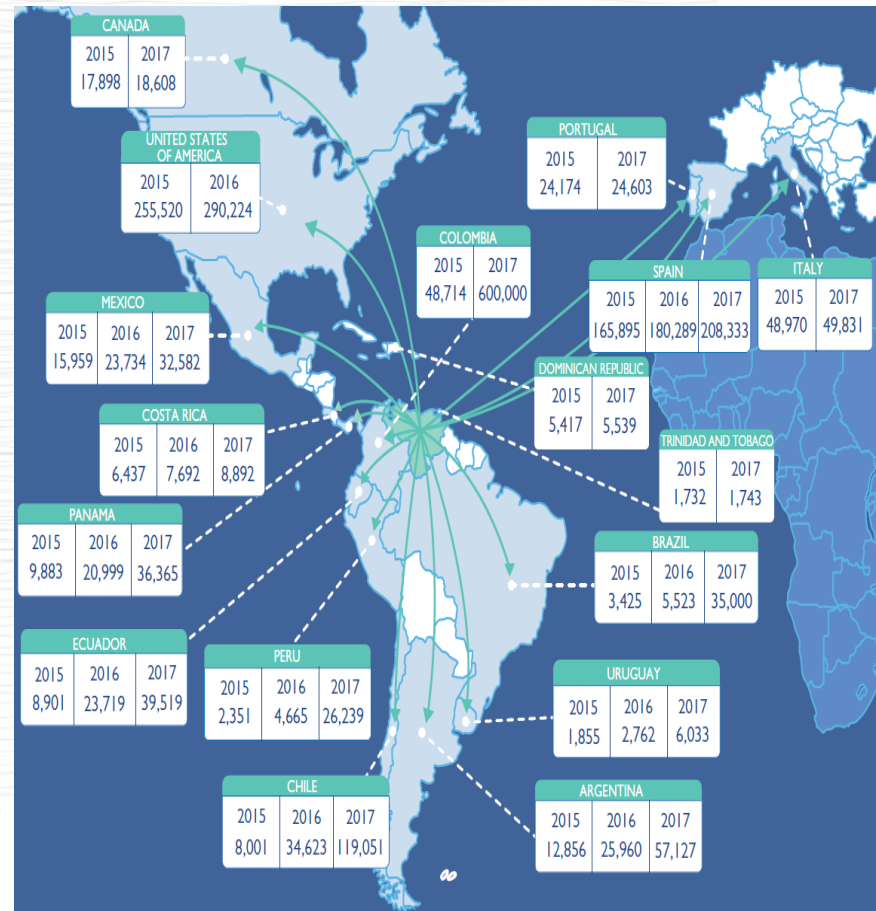 CANADA
2015 2017
17,898 18,608
UNITED STATES
OF AMERICA
2015 2016
255,520 290,224
PORTUGAL
2015 2017
24,174 24,603
COLOMBIA
2015 2017
48,714 600,000
SPAIN
2015 2016 2017
165,895 180,289 208,333
ITALY
2015 2017
48,970 49,831
MEXICO
2015 2016 2017
15,959 23,734 32,582
DOMINICAN REPUBLIC
2015 2017
5,417 5,539
COSTA RICA
2015 2016 2017
6,437 7,692 8,892
TRINIDAD AND TOBAGO
2015 2017
1,732 1,743
PANAMA
2015 2016 2017
9,883 20,999 36,365
BRAZIL
2015 2016 2017
3,425 5,523 35,000
ECUADOR
2015 2016 2017
8,901 23,719 39,519
PERU
2015 2016 2017
2,351 4,665 26,239
URUGUAY
2015 2016 2017
1,855 2,762 6,033
CHILE
2015 2016 2017
8,001 34,623 119,051
ARGENTINA
2015 2016 2017
12,856 25,960 57,127